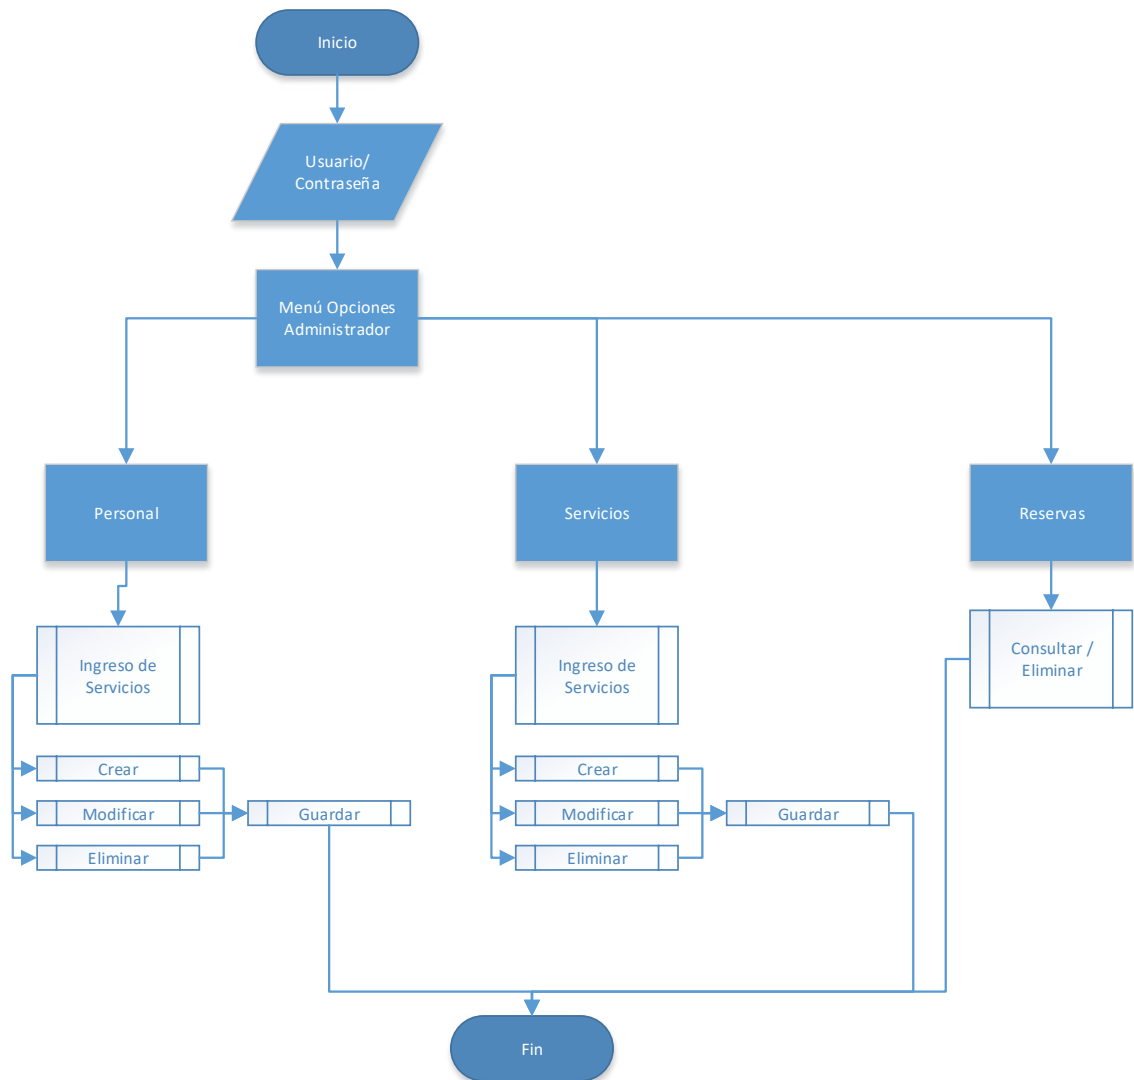 Inicio
Usuario/
Contraseña
Menú Opciones
Administrador
Personal
Servicios
Reservas
Ingreso de
Servicios
Ingreso de
Servicios
Consultar /
Eliminar
Crear
Modificar
Eliminar
Guardar
Crear
Modificar
Eliminar
Guardar
Fin